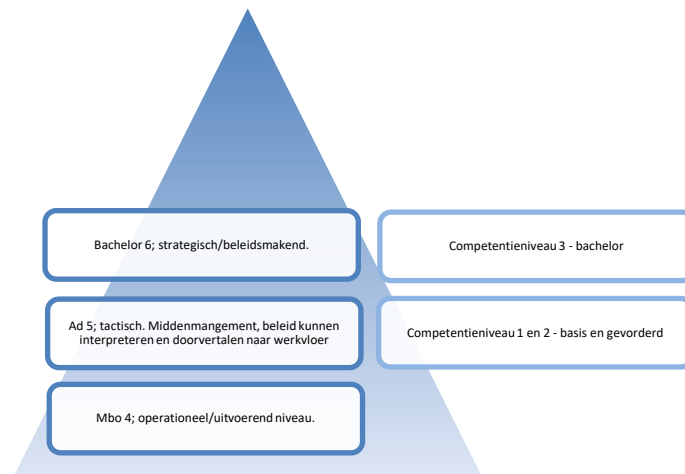 Bachelor 6; strategisch/beleidsmakend.
Competentieniveau 3 - bachelor
Ad 5; tactisch. Middenmangement, beleid kunnen
interpreteren en doorvertalen naar werkvloer
Competentieniveau 1 en 2 - basis en gevorderd
Mbo 4; operationeel/uitvoerend niveau.